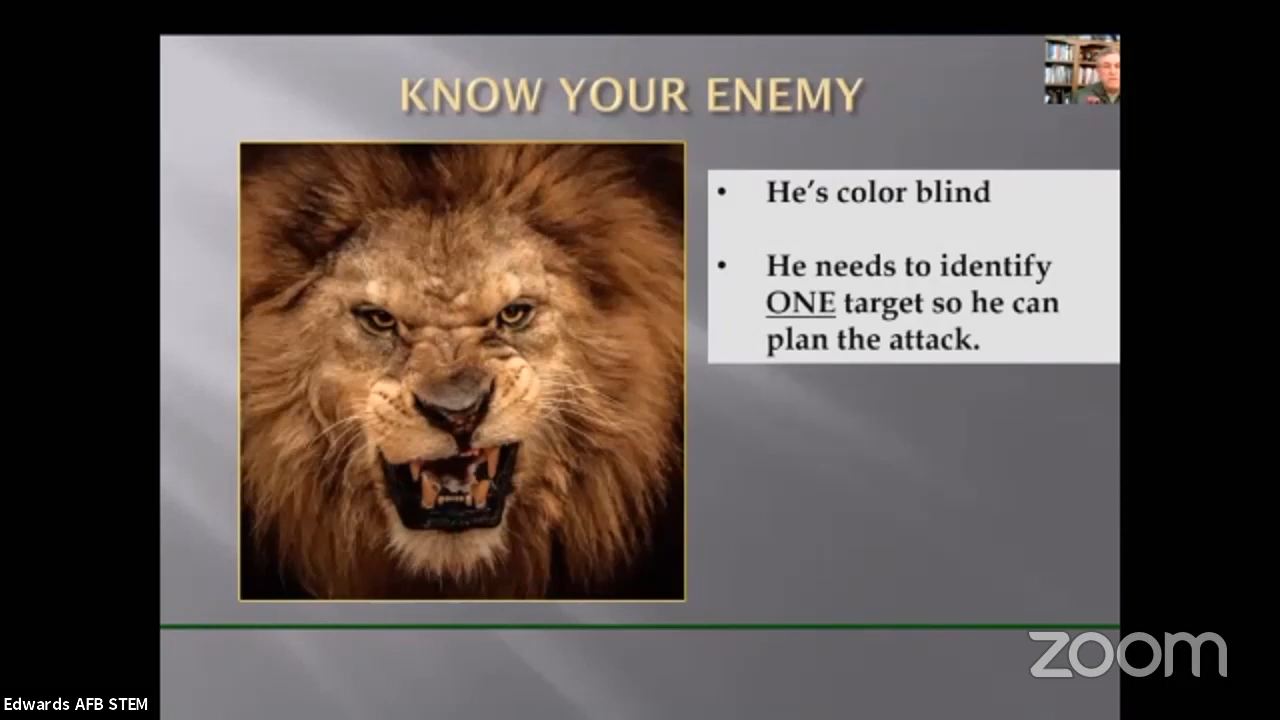 KNOW YOUR ENEMY
• He's color blind
• He needs to identify
ONE target so he can
plan the attack.
zoom
Edwards AFB STEM